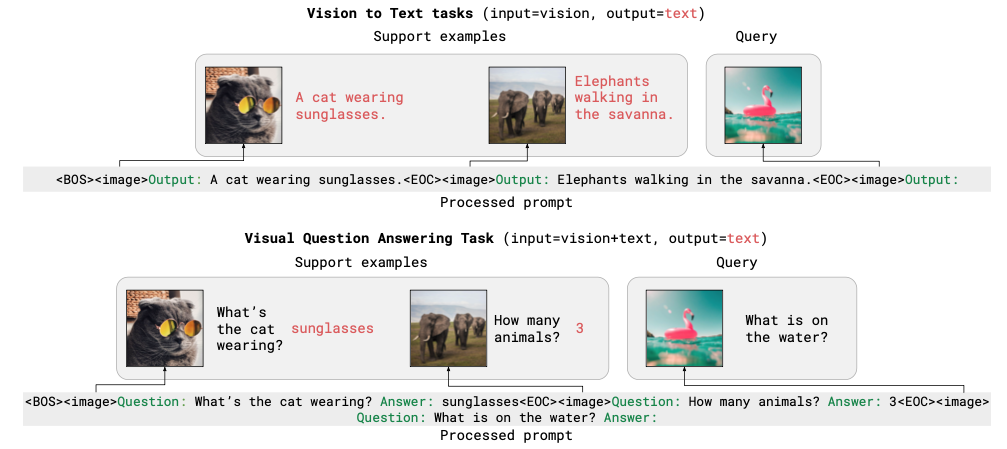 Vision to Text tasks (input=vision, output=text)
Support examples
Query
A cat wearing
sunglasses.
Elephants
walking in
the savanna.
<BOS><image>Output: A cat wearing sunglasses.<EOC><image>Output: Elephants walking in the savanna.<EOC><image>Output:
Processed prompt
Visual Question Answering Task (input=vision+text, output=text)
Support examples
Query
What's
the cat
wearing?
sunglasses
How many
animals?
3
What is on
the water?
<BOS><image>Question: What's the cat wearing? Answer: sunglasses<EOC><image>Question: How many animals? Answer: 3<EOC><image>
Question: What is on the water? Answer:
Processed prompt